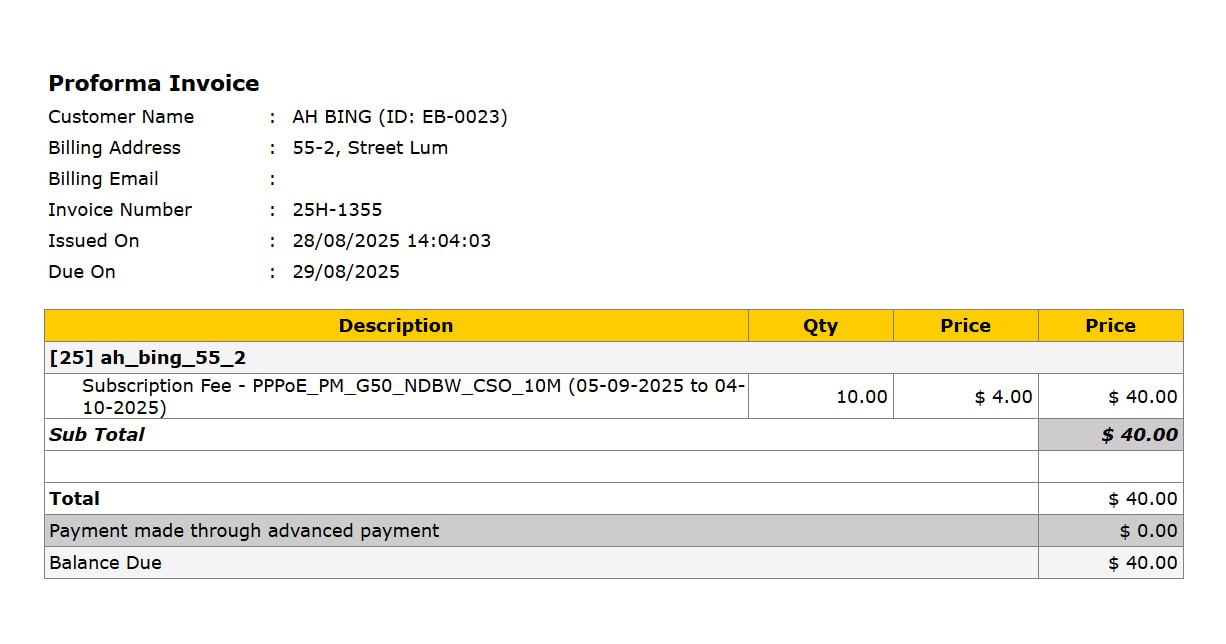 Proforma Invoice
Customer Name : AH BING (ID: EB-0023)
Billing Address : 55-2, Street Lum
Billing Email :
Invoice Number : 25H-1355
Issued On : 28/08/2025 14:04:03
Due On : 29/08/2025
Description Qty Price Price
[25] ah_bing_55_2
Subscription Fee - PPPoE_PM_G50_NDBW_CSO_10M (05-09-2025 to 04-
10-2025) 10.00 $ 4.00 $ 40.00
Sub Total $ 40.00
Total $ 40.00
Payment made through advanced payment $ 0.00
Balance Due $ 40.00